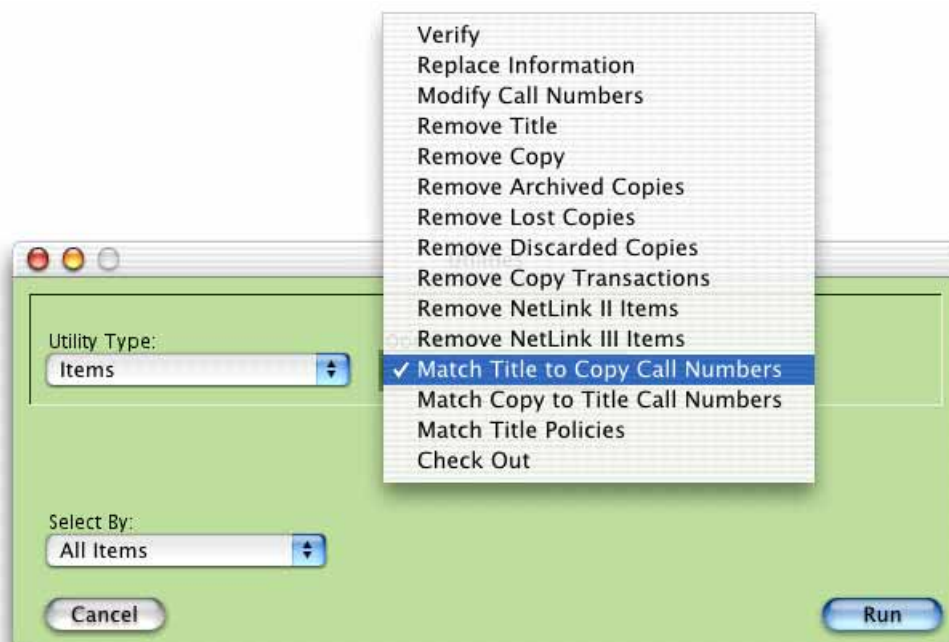 Verify
Replace Information
Modify Call Numbers
Remove Title
Remove Copy
Remove Archived Copies
Remove Lost Copies
Remove Discarded Copies
Utilities
Remove Copy Transactions
Remove NetLink II Items
Remove NetLink III Items
Utility Type:
Items
✓ Match Title to Copy Call Numbers
Match Copy to Title Call Numbers
Match Title Policies
Check Out
Select By:
All Items
Cancel
Run